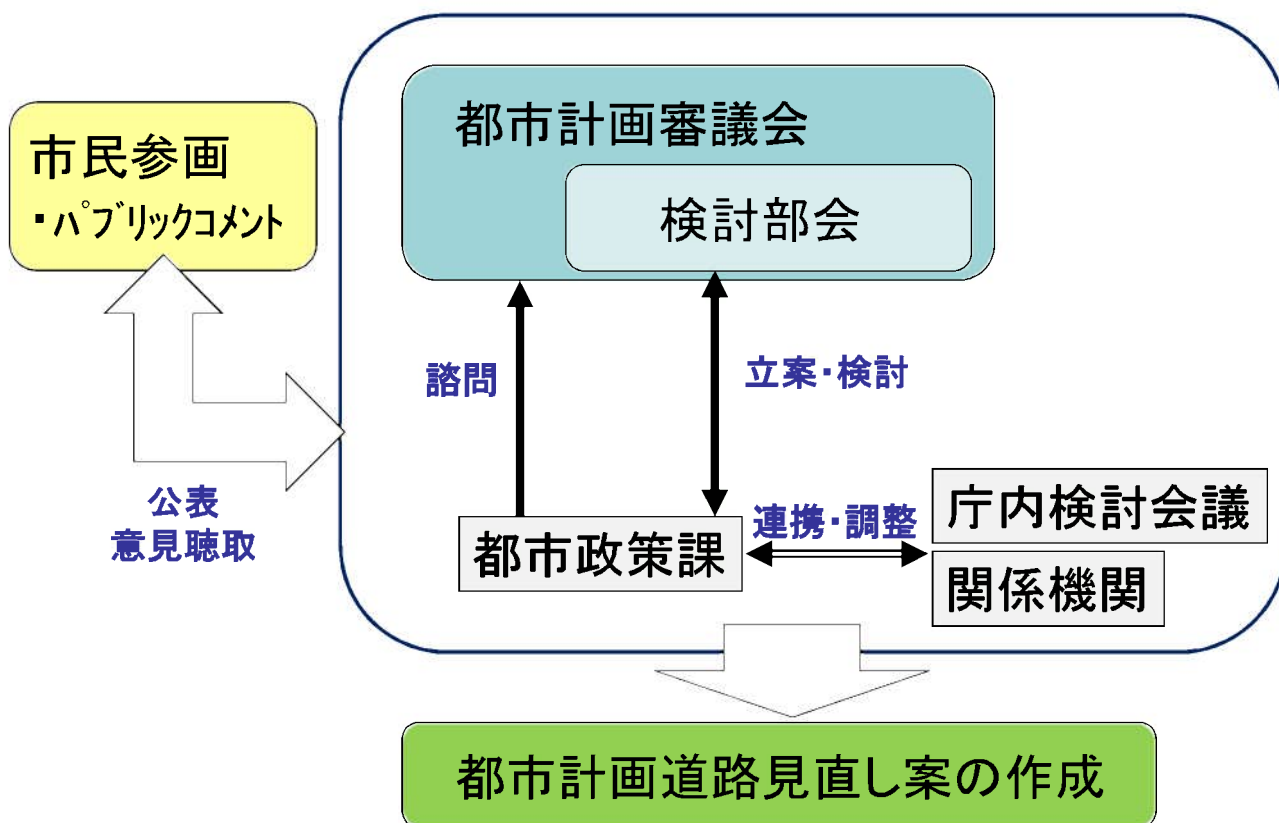 都市計画審議会
検討部会
市民参画
・パブリックコメント
諮問
立案・検討
公表
意見聴取
都市政策課
連携・調整
庁内検討会議
関係機関
都市計画道路見直し案の作成